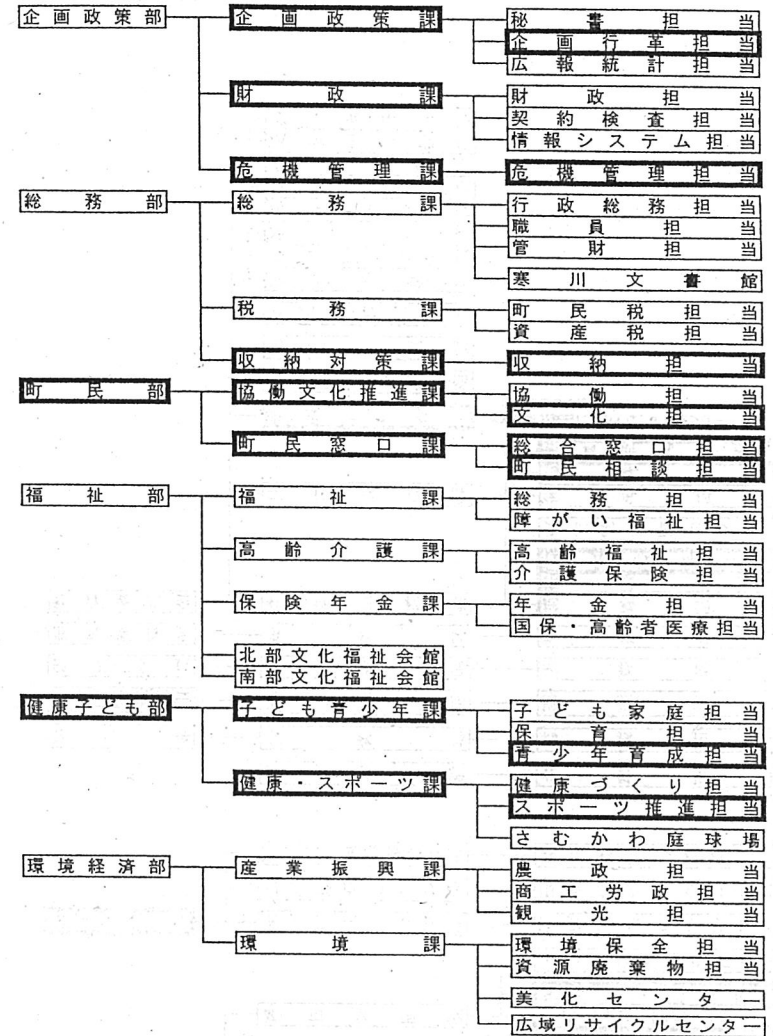 企画政策部 企画政策課 秘書担当
企画行革担当
広報統計担当
財政課 財政担当
契約検査担当
情報システム担当
危機管理課 危機管理担当
総務部 総務課 行政総務担当
職員担当
管財担当
寒川文書館
税務課 町民税担当
資産税担当
収納対策課 収納担当
町民部 協働文化推進課 協働担当
文化担当
町民窓口課 総合窓口担当
町民相談担当
福祉部 福祉課 総務担当
障がい福祉担当
高齢介護課 高齢福祉担当
介護保険担当
保険年金課 年金担当
国保・高齢者医療担当
北部文化福祉会館
南部文化福祉会館
健康子ども部 子ども青少年課 子ども家庭担当
保育担当
青少年育成担当
健康・スポーツ課 健康づくり担当
スポーツ推進担当
さむかわ庭球場
環境経済部 産業振興課 農政担当
商工労政担当
観光担当
環境課 環境保全担当
資源廃棄物担当
美化センター
広域リサイクルセンター